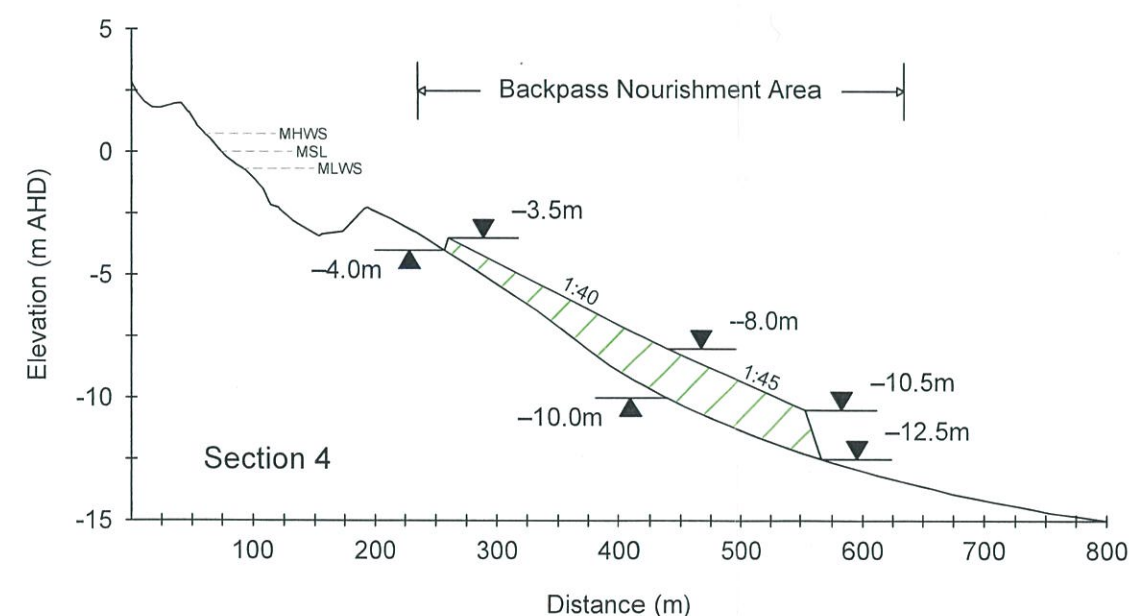 5
Backpass Nourishment Area
MHWS
0
MSL
MLWS
Elevation (m AHD)
–3.5m
–4.0m
-5
1:40
--8.0m
1:45
-10
–10.5m
–10.0m
–12.5m
Section 4
-15
100
200
300
400
500
600
700
800
Distance (m)